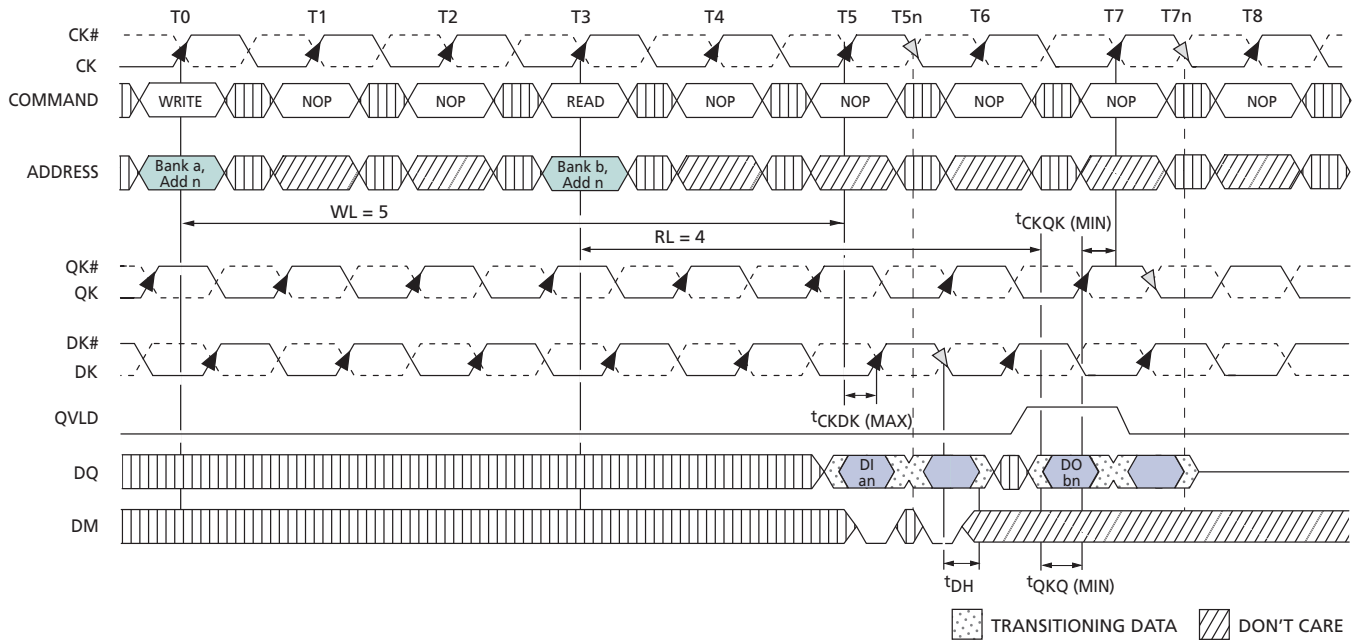 T0 T1 T2 T3 T4 T5 T5n T6 T7 T7n T8
CK#
CK
COMMAND WRITE NOP NOP READ NOP NOP NOP NOP NOP
ADDRESS Bank a, Add n Bank b, Add n
WL = 5
tCKQK (MIN)
RL = 4
QK#
QK
DK#
DK
tCKDK (MAX)
QVLD
DQ DI an DO bn
DM
tDH tQKQ (MIN)
TRANSITIONING DATA DON'T CARE